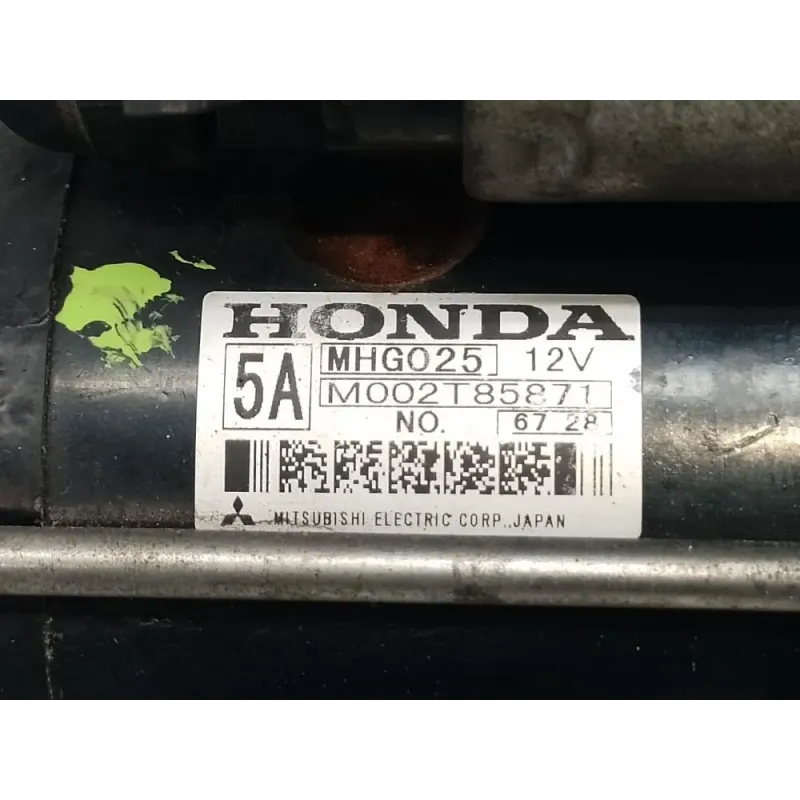 HONDA
5A MHG025 12V
M002T85871
NO. 67 28
MITSUBISHI ELECTRIC CORP., JAPAN